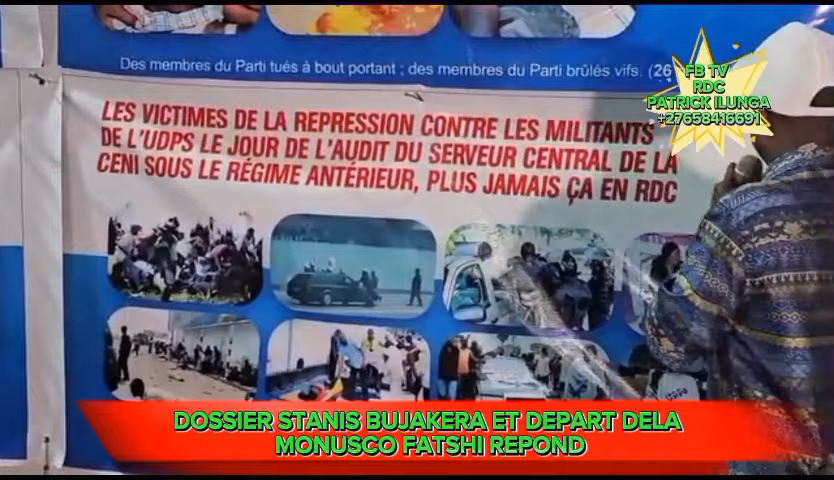 Des membres du Parti tués à bout portant ; des membres du Parti brûlés vifs. (26
FB TV
RDC
PATRICK ILUNGA
+27658416691
LES VICTIMES DE LA REPRESSION CONTRE LES MILITANTS
DE L'UDPS LE JOUR DE L'AUDIT DU SERVEUR CENTRAL DE LA
CENI SOUS LE RÉGIME ANTÉRIEUR, PLUS JAMAIS ÇA EN RDC
DOSSIER STANIS BUJAKERA ET DEPART DELA
MONUSCO FATSHI REPOND